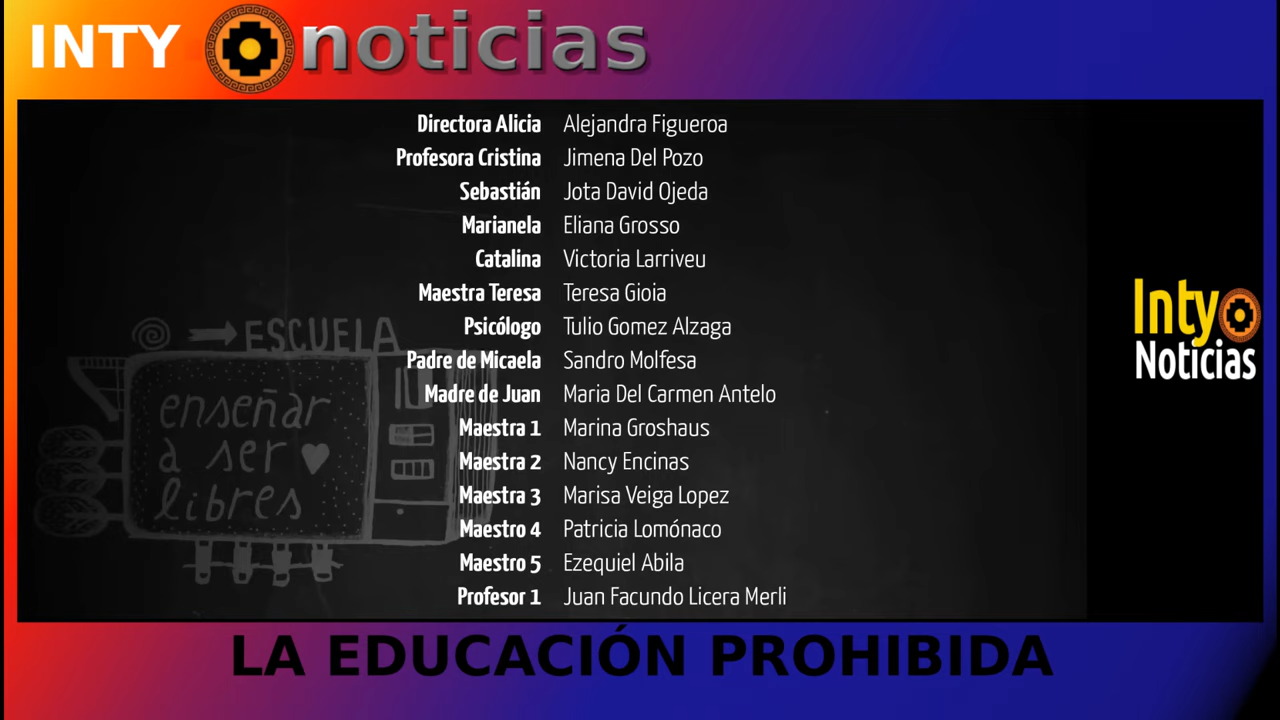 INTY noticias
Directora Alicia Alejandra Figueroa
Profesora Cristina Jimena Del Pozo
Sebastián Jota David Ojeda
Marianela Eliana Grosso
Catalina Victoria Larriveu
Maestra Teresa Teresa Gioia
Psicólogo Tulio Gomez Alzaga
Padre de Micaela Sandro Molfesa
Madre de Juan Maria Del Carmen Antelo
Maestra 1 Marina Groshaus
Maestra 2 Nancy Encinas
Maestra 3 Marisa Veiga Lopez
Maestro 4 Patricia Lomónaco
Maestro 5 Ezequiel Abila
Profesor 1 Juan Facundo Licera Merli
ESCUELA
enseñar
a ser
libres
Inty
Noticias
LA EDUCACIÓN PROHIBIDA